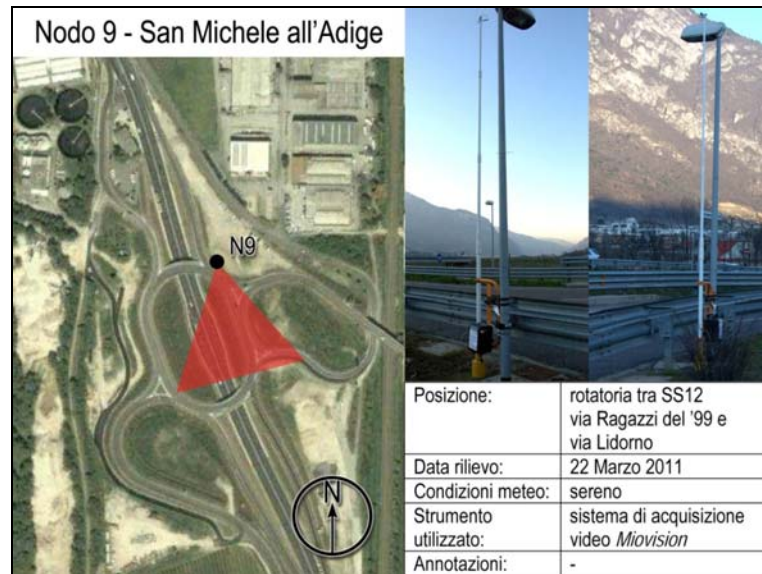 Nodo 9 - San Michele all'Adige
N9
N
Posizione:
rotatoria tra SS12
via Ragazzi del '99 e
via Lidorno
Data rilievo:
22 Marzo 2011
Condizioni meteo:
sereno
Strumento
utilizzato:
sistema di acquisizione
video Miovision
Annotazioni:
-